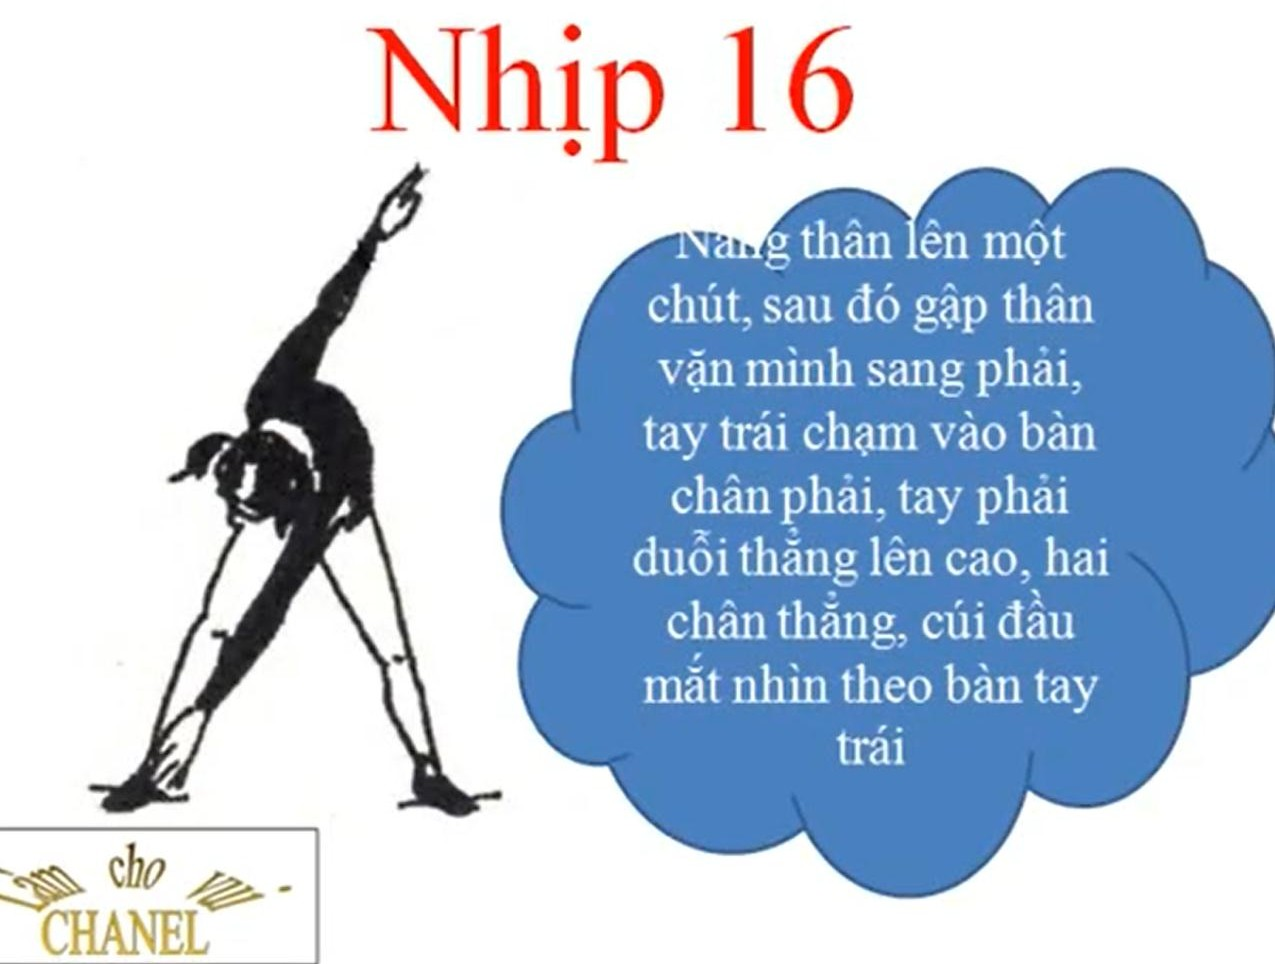 Nhịp 16
Nâng thân lên một
chút, sau đó gập thân
vặn mình sang phải,
tay trái chạm vào bàn
chân phải, tay phải
duỗi thẳng lên cao, hai
chân thẳng, cúi đầu
mắt nhìn theo bàn tay
trái
cho
CHANEL